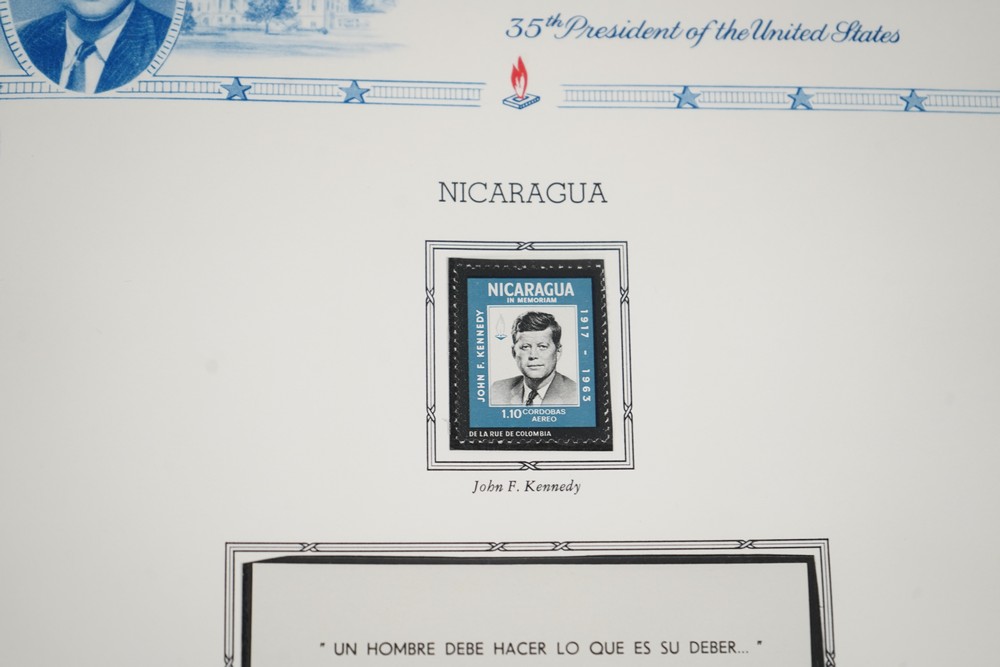 35th President of the United States
NICARAGUA
NICARAGUA
IN MEMORIAM
JOHN F. KENNEDY
1917 - 1963
1.10 CORDOBAS
AEREO
DE LA RUE DE COLOMBIA
John F. Kennedy
" UN HOMBRE DEBE HACER LO QUE ES SU DEBER... "